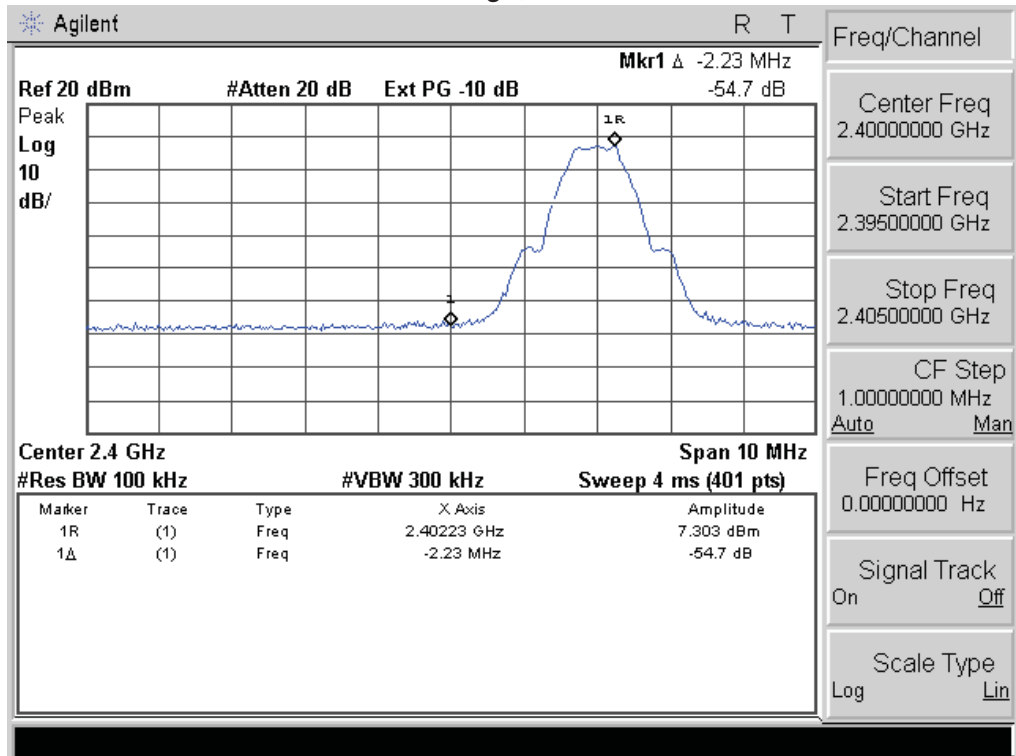 Agilent
R T
Mkr1 Δ -2.23 MHz
Ref 20 dBm #Atten 20 dB Ext PG -10 dB -54.7 dB
Peak
Log
10
dB/
1R
1
Center 2.4 GHz Span 10 MHz
#Res BW 100 kHz #VBW 300 kHz Sweep 4 ms (401 pts)
Marker Trace Type X Axis Amplitude
1R (1) Freq 2.40223 GHz 7.303 dBm
1Δ (1) Freq -2.23 MHz -54.7 dB
Freq/Channel
Center Freq
2.40000000 GHz
Start Freq
2.39500000 GHz
Stop Freq
2.40500000 GHz
CF Step
1.00000000 MHz
Auto Man
Freq Offset
0.00000000 Hz
Signal Track
On Off
Scale Type
Log Lin